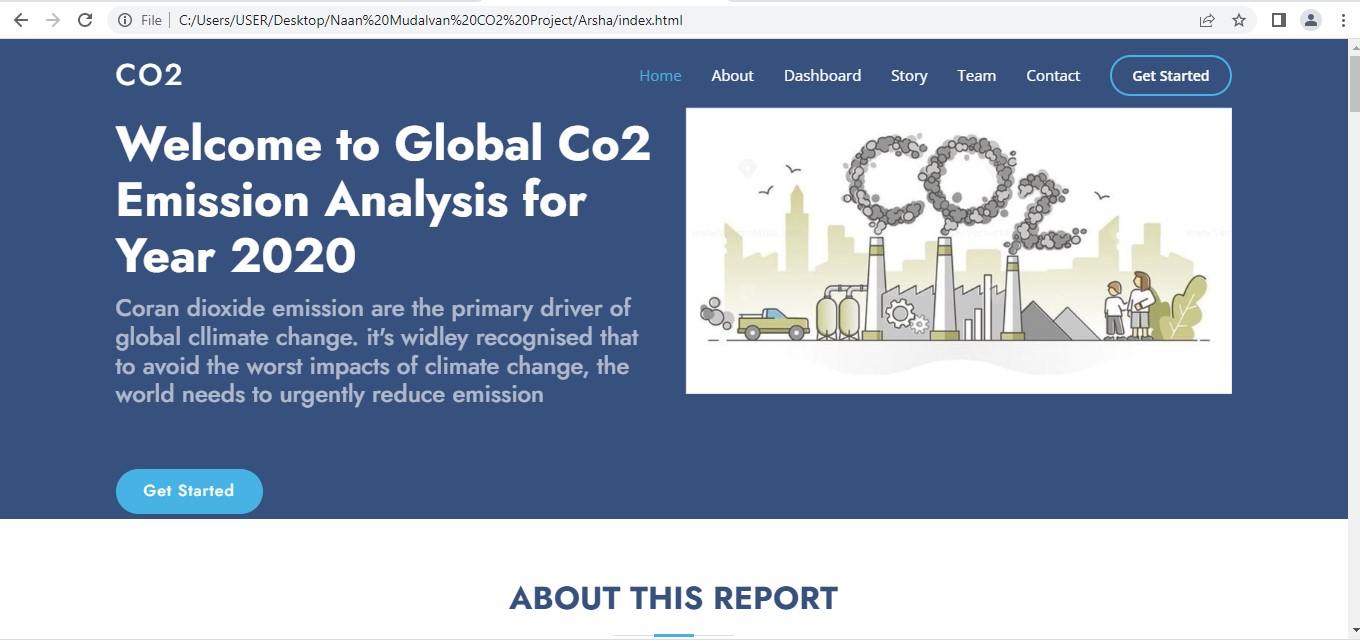 File
C:/Users/USER/Desktop/Naan%20Mudalvan%20CO2%20Project/Arsha/index.html
CO2
Home
About
Dashboard
Story
Team
Contact
Get Started
Welcome to Global Co2
Emission Analysis for
Year 2020
Coran dioxide emission are the primary driver of
global cllimate change. it's widley recognised that
to avoid the worst impacts of climate change, the
world needs to urgently reduce emission
CO2
Get Started
ABOUT THIS REPORT